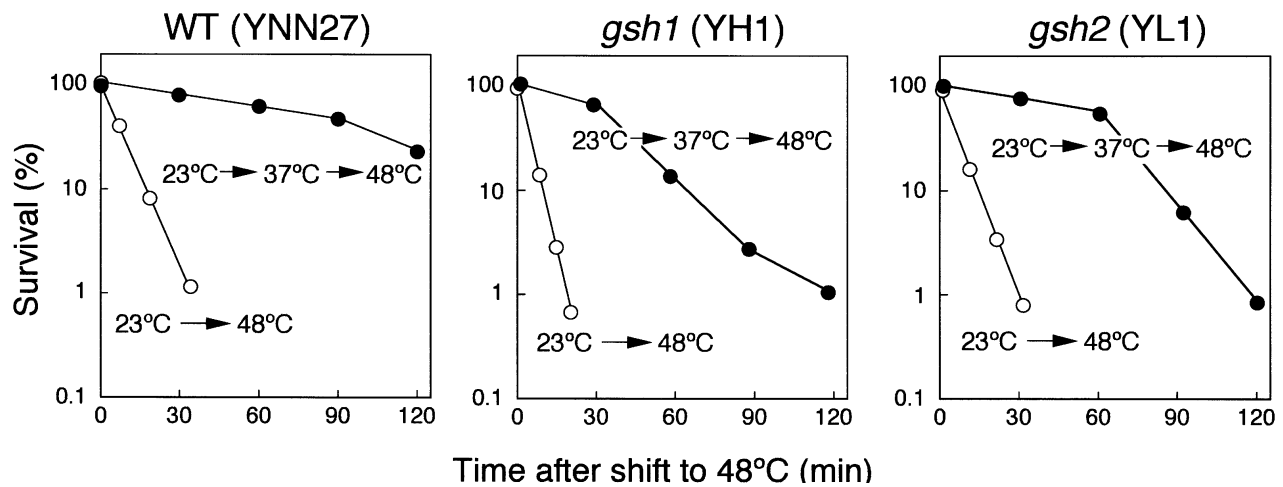 WT (YNN27)
gsh1 (YH1)
gsh2 (YL1)
Survival (%)
100
10
1
0.1
0 30 60 90 120
23ºC 37ºC 48ºC
23ºC 48ºC
100
10
1
0.1
0 30 60 90 120
23ºC 37ºC 48ºC
23ºC 48ºC
100
10
1
0.1
0 30 60 90 120
23ºC 37ºC 48ºC
23ºC 48ºC
Time after shift to 48ºC (min)